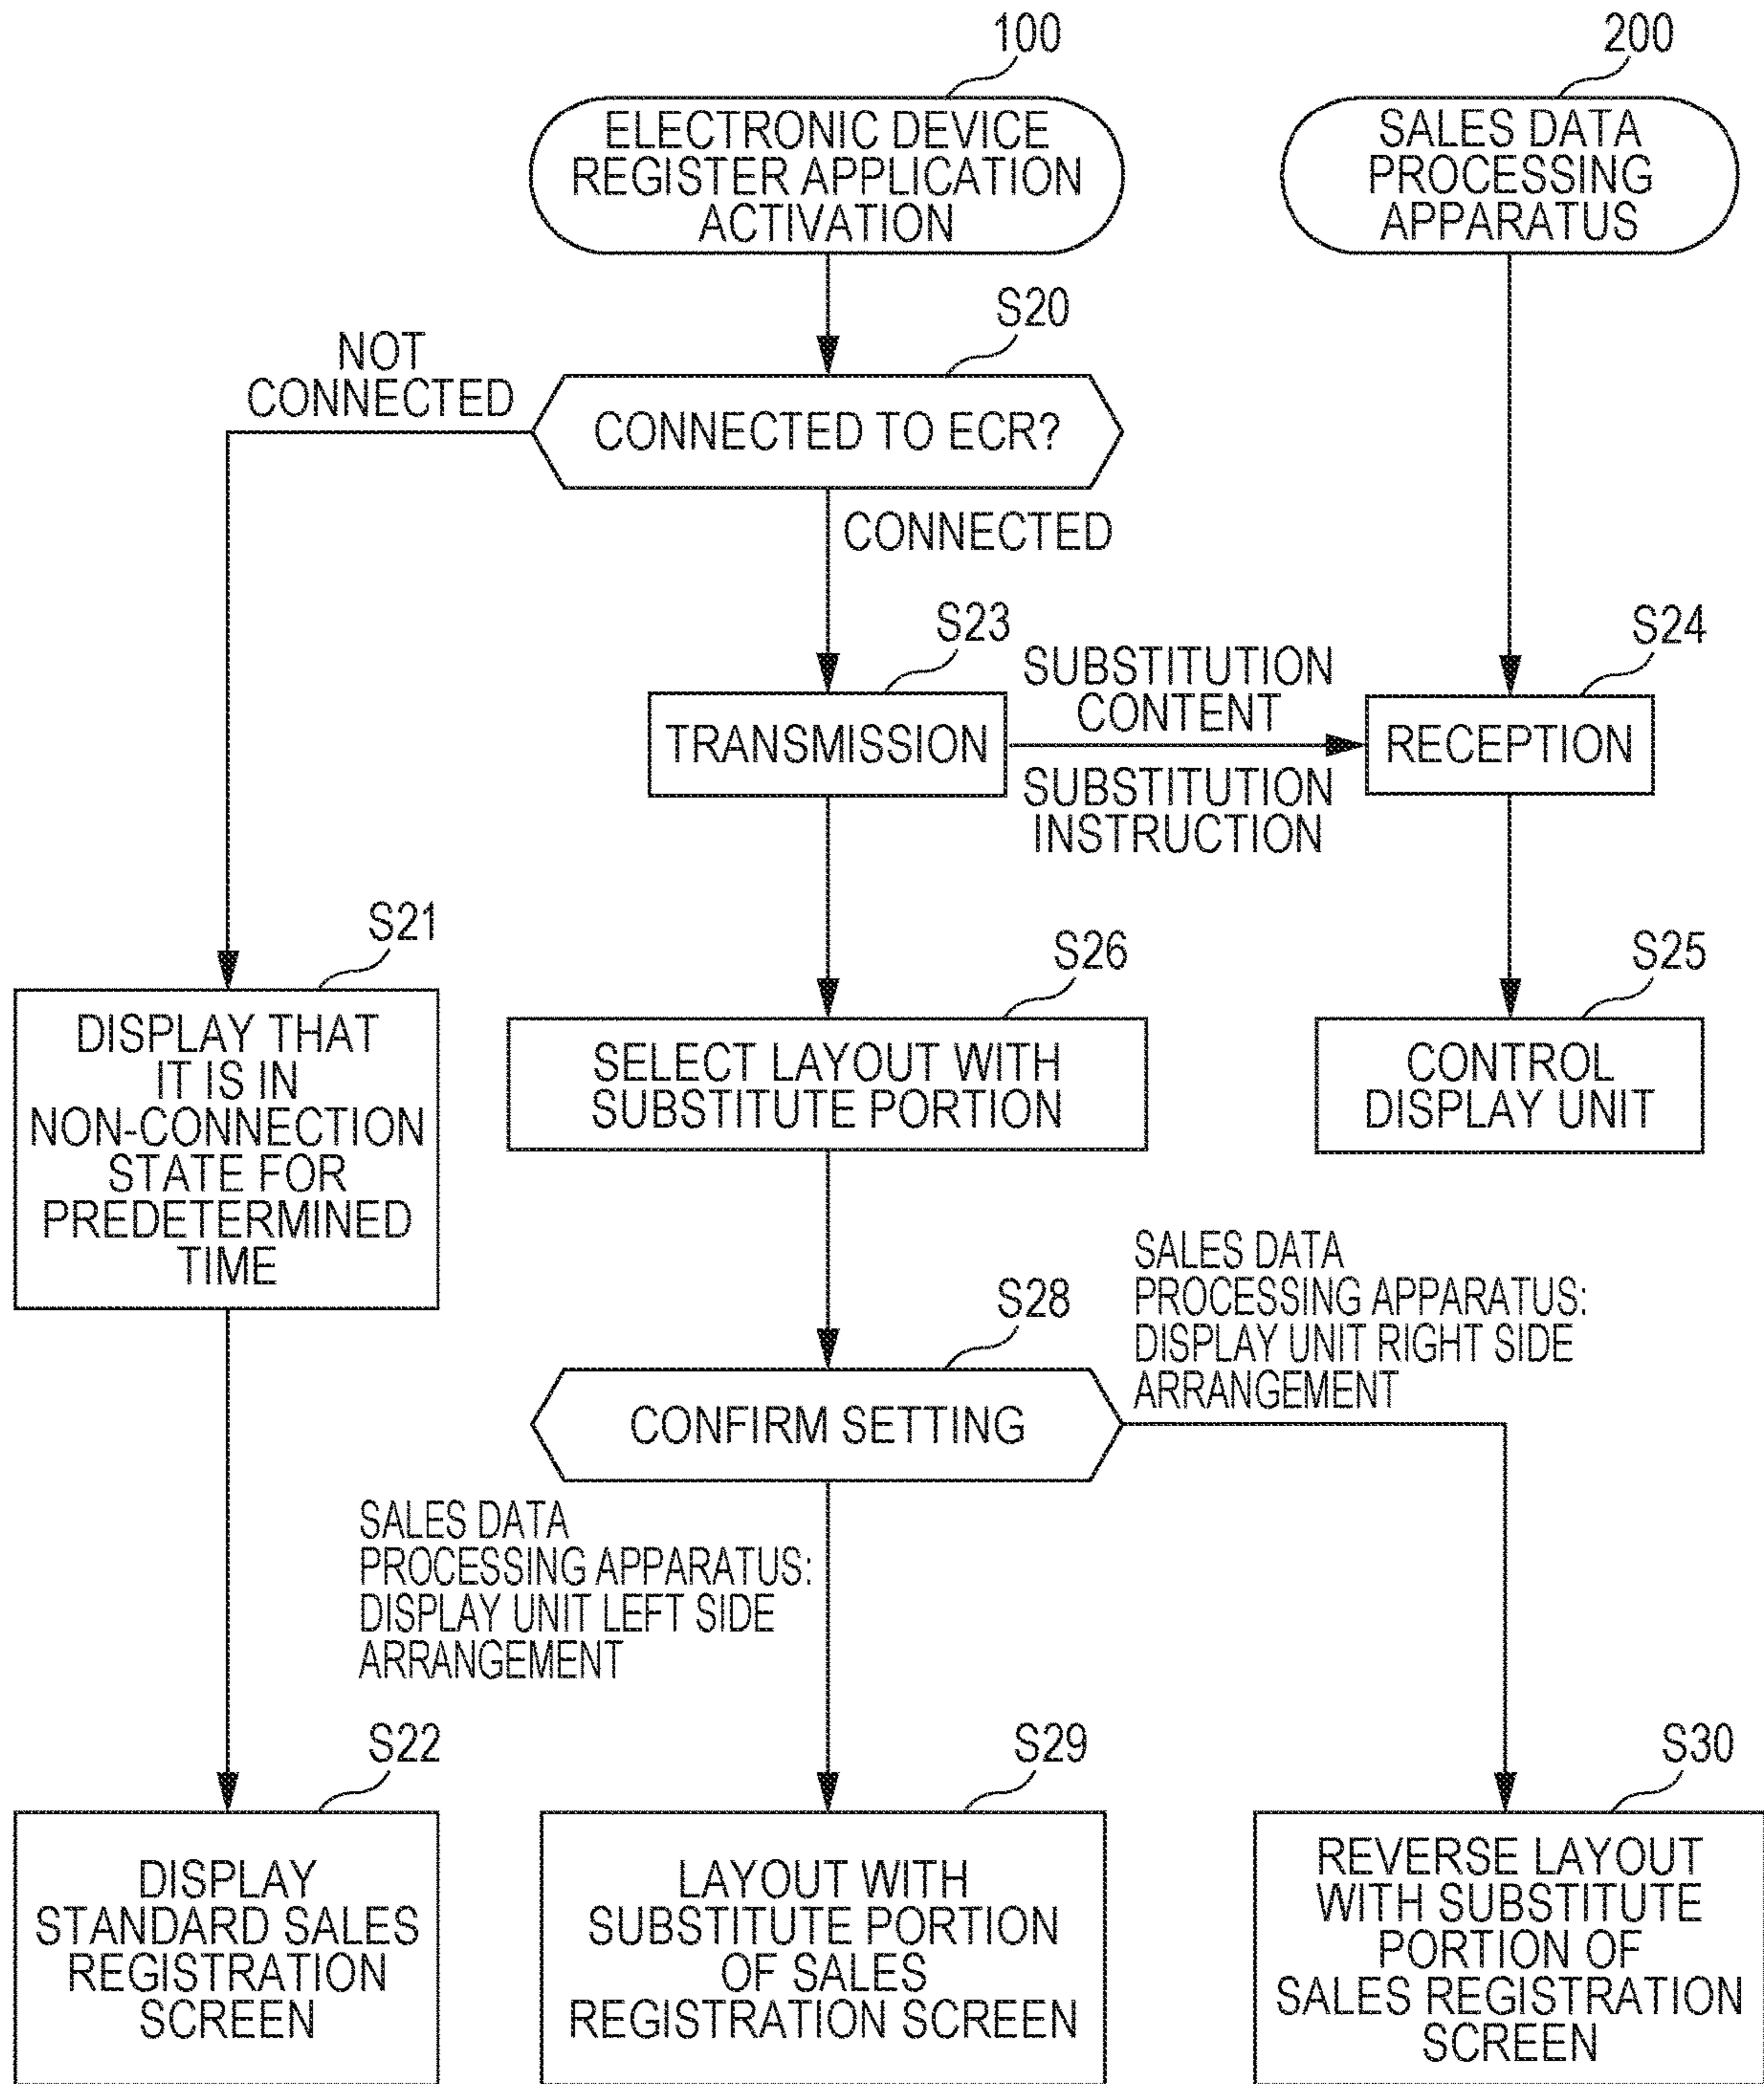 100
ELECTRONIC DEVICE
REGISTER APPLICATION
ACTIVATION
200
SALES DATA
PROCESSING
APPARATUS
S20
CONNECTED TO ECR?
NOT
CONNECTED
CONNECTED
S23
TRANSMISSION
SUBSTITUTION
CONTENT
SUBSTITUTION
INSTRUCTION
S24
RECEPTION
S21
DISPLAY THAT
IT IS IN
NON-CONNECTION
STATE FOR
PREDETERMINED
TIME
S26
SELECT LAYOUT WITH
SUBSTITUTE PORTION
S25
CONTROL
DISPLAY UNIT
S28
CONFIRM SETTING
SALES DATA
PROCESSING APPARATUS:
DISPLAY UNIT RIGHT SIDE
ARRANGEMENT
SALES DATA
PROCESSING APPARATUS:
DISPLAY UNIT LEFT SIDE
ARRANGEMENT
S22
DISPLAY
STANDARD SALES
REGISTRATION
SCREEN
S29
LAYOUT WITH
SUBSTITUTE PORTION
OF SALES
REGISTRATION SCREEN
S30
REVERSE LAYOUT
WITH SUBSTITUTE
PORTION OF
SALES REGISTRATION
SCREEN